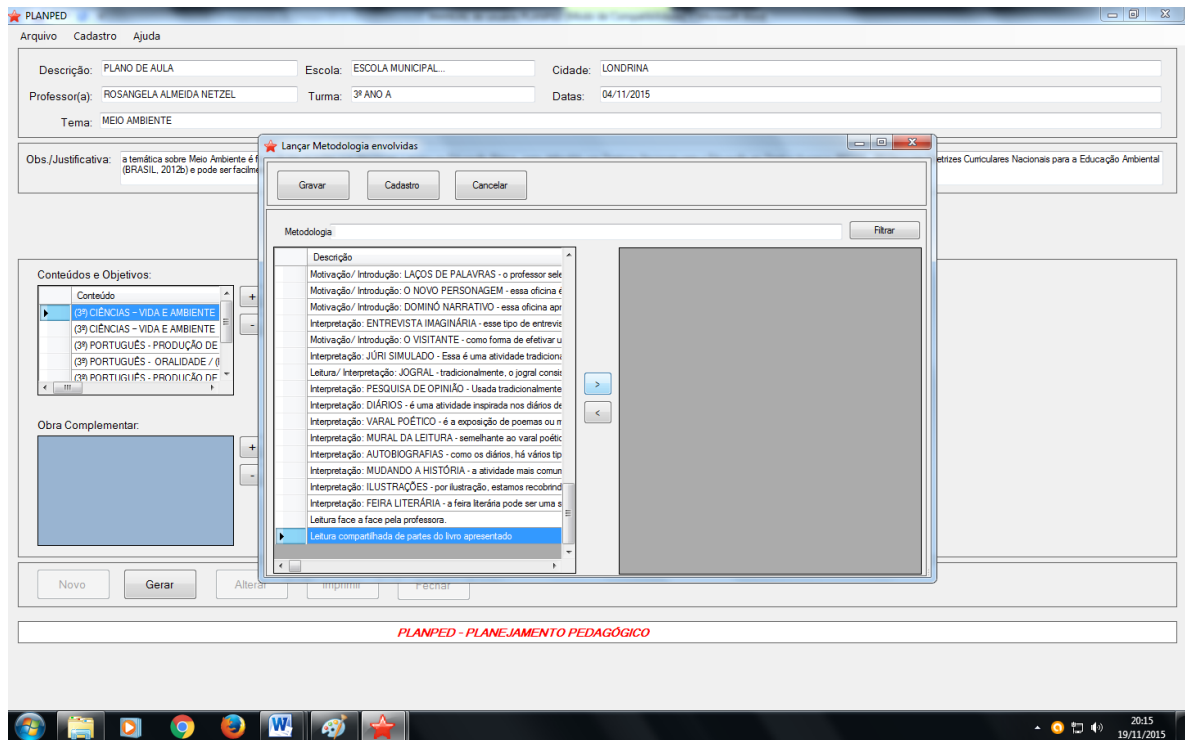 PLANPED
Arquivo Cadastro Ajuda
Descrição: PLANO DE AULA Escola: ESCOLA MUNICIPAL... Cidade: LONDRINA
Professor(a): ROSANGELA ALMEIDA NETZEL Turma: 3º ANO A Datas: 04/11/2015
Tema: MEIO AMBIENTE
Obs./Justificativa: a temática sobre Meio Ambiente é f etrizes Curriculares Nacionais para a Educação Ambiental
(BRASIL, 2012b) e pode ser facilme
Lançar Metodologia envolvidas
Gravar Cadastro Cancelar
Metodologia Filtrar
Descrição
Motivação/ Introdução: LAÇOS DE PALAVRAS - o professor sele
Motivação/ Introdução: O NOVO PERSONAGEM - essa oficina é
Motivação/ Introdução: DOMINÓ NARRATIVO - essa oficina apr
Interpretação: ENTREVISTA IMAGINÁRIA - esse tipo de entrevis
Motivação/ Introdução: O VISITANTE - como forma de efetivar u
Interpretação: JÚRI SIMULADO - Essa é uma atividade tradiciona
Leitura/ Interpretação: JOGRAL - tradicionalmente, o jogral consis
Interpretação: PESQUISA DE OPINIÃO - Usada tradicionalmente
Interpretação: DIÁRIOS - é uma atividade inspirada nos diários de
Interpretação: VARAL POÉTICO - é a exposição de poemas ou m
Interpretação: MURAL DA LEITURA - semelhante ao varal poétic
Interpretação: AUTOBIOGRAFIAS - como os diários, há vários tip
Interpretação: MUDANDO A HISTÓRIA - a atividade mais comun
Interpretação: ILUSTRAÇÕES - por ilustração, estamos recobrind
Interpretação: FEIRA LITERÁRIA - a feira literária pode ser uma s
Leitura face a face pela professora.
Leitura compartilhada de partes do livro apresentado
>
<
Conteúdos e Objetivos:
Conteúdo
(3º) CIÊNCIAS – VIDA E AMBIENTE
(3º) CIÊNCIAS – VIDA E AMBIENTE
(3º) PORTUGUÊS - PRODUÇÃO DE
(3º) PORTUGUÊS - ORALIDADE / (
(3º) PORTUGUÊS - PRODUÇÃO DE
+
-
Obra Complementar:
+
-
Novo Gerar Alterar Imprimir Fechar
PLANPED - PLANEJAMENTO PEDAGÓGICO
20:15
19/11/2015